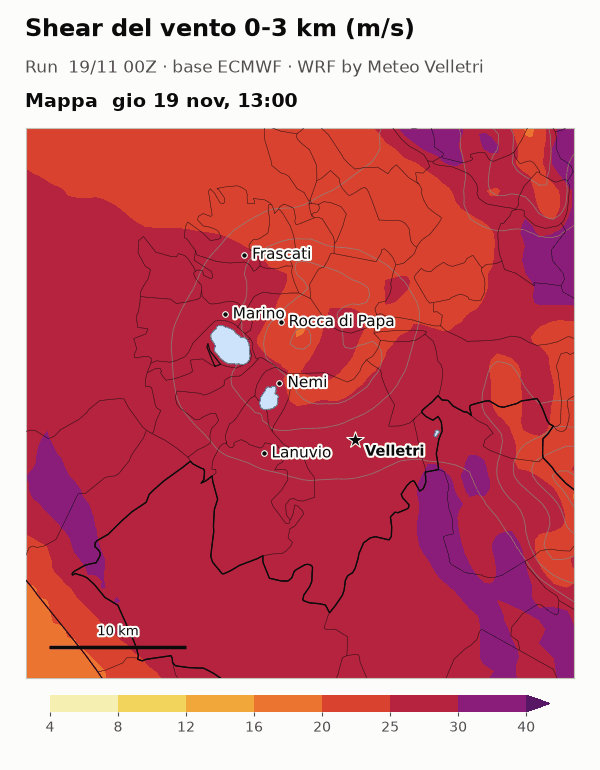 Shear del vento 0-3 km (m/s)
Run  19/11 00Z · base ECMWF · WRF by Meteo Velletri
Mappa  gio 19 nov, 13:00
Frascati
Marino
Rocca di Papa
Nemi
Velletri
Lanuvio
10 km
4 8 12 16 20 25 30 40